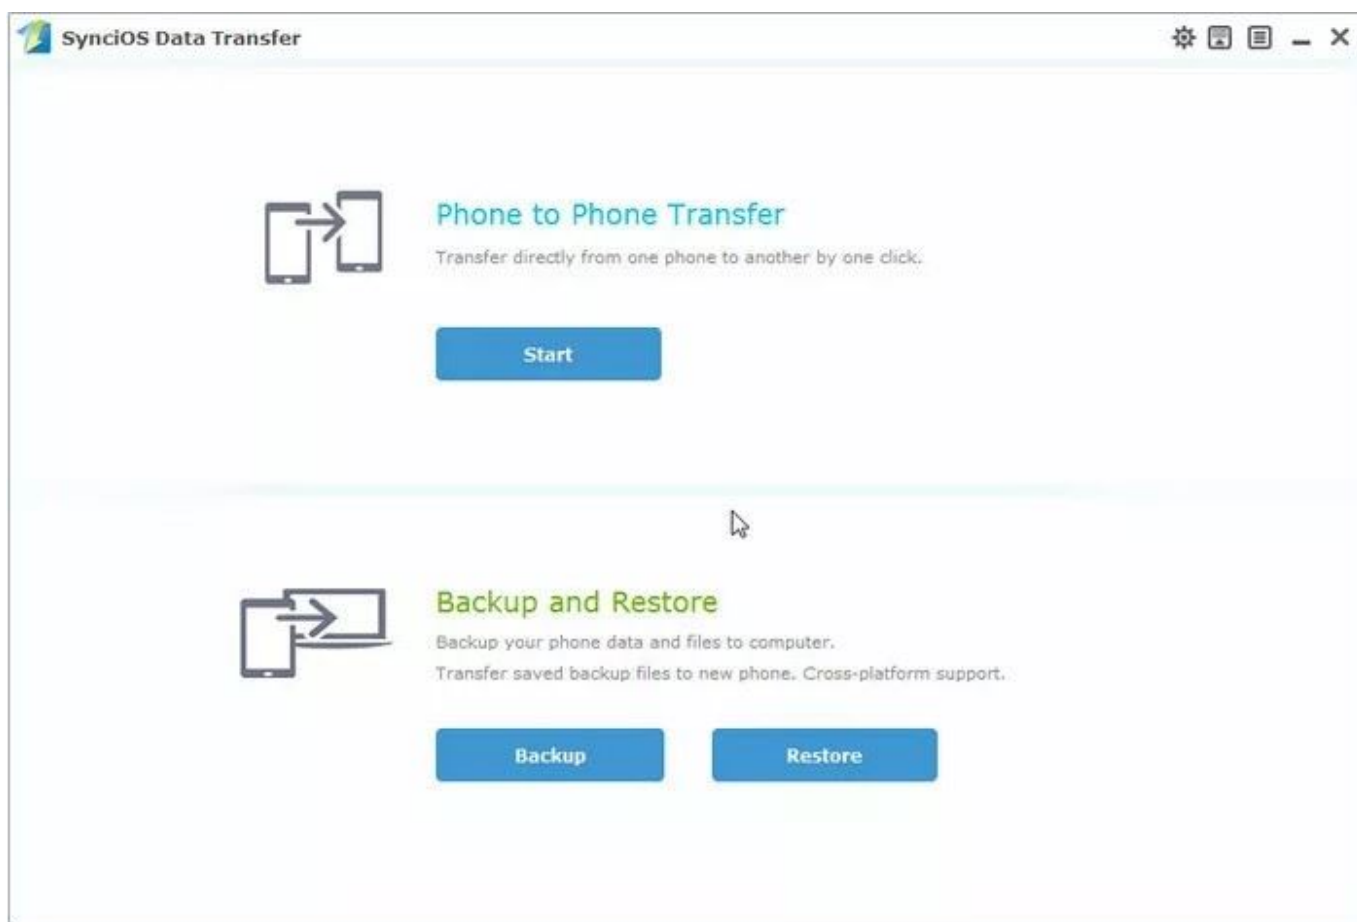 SynciOS Data Transfer
Phone to Phone Transfer
Transfer directly from one phone to another by one click.
Start
Backup and Restore
Backup your phone data and files to computer.
Transfer saved backup files to new phone. Cross-platform support.
Backup
Restore